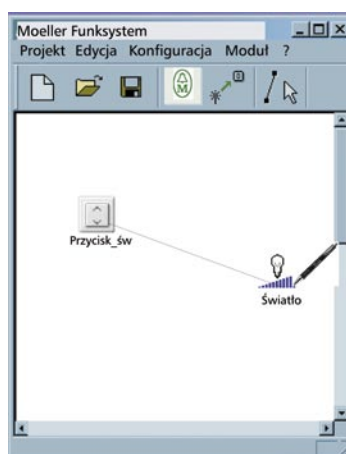 Moeller Funksystem
Projekt Edycja Konfiguracja Moduł ?
Przycisk_św
Światło